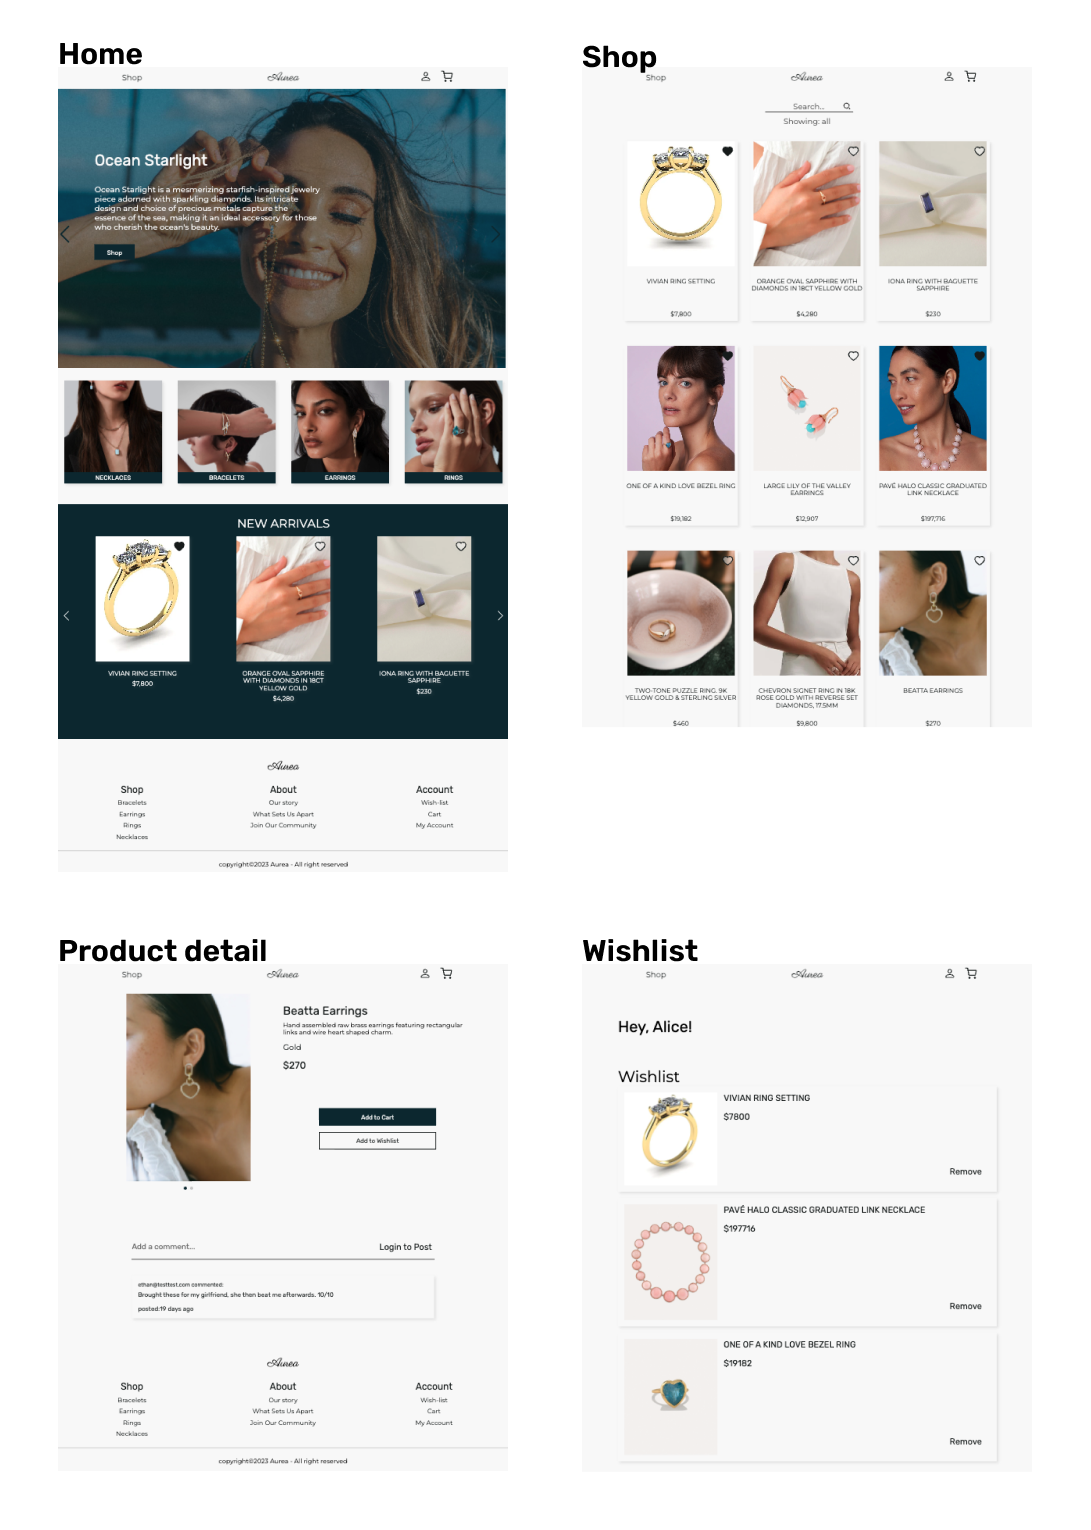 Home
Shop
Aurea
Ocean Starlight
Ocean Starlight is a mesmerizing starfish-inspired jewelry
piece adorned with sparkling diamonds. Its intricate
design and choice of precious metals capture the
essence of the sea, making it an ideal accessory for those
who cherish the ocean's beauty.
Shop
NECKLACES
BRACELETS
EARRINGS
RINGS
NEW ARRIVALS
VIVIAN RING SETTING
$7,800
ORANGE OVAL SAPPHIRE
WITH DIAMONDS IN 18CT
YELLOW GOLD
$4,280
IONA RING WITH BAGUETTE
SAPPHIRE
$230
Aurea
Shop
Bracelets
Earrings
Rings
Necklaces
About
Our story
What Sets Us Apart
Join Our Community
Account
Wish-list
Cart
My Account
copyright©2023 Aurea - All right reserved
Shop
Shop
Aurea
Search...
Showing: all
VIVIAN RING SETTING
$7,800
ORANGE OVAL SAPPHIRE WITH
DIAMONDS IN 18CT YELLOW GOLD
$4,280
IONA RING WITH BAGUETTE
SAPPHIRE
$230
ONE OF A KIND LOVE BEZEL RING
$19,182
LARGE LILY OF THE VALLEY
EARRINGS
$12,907
PAVÉ HALO CLASSIC GRADUATED
LINK NECKLACE
$197,716
TWO-TONE PUZZLE RING, 9K
YELLOW GOLD & STERLING SILVER
$460
CHEVRON SIGNET RING IN 18K
ROSE GOLD WITH REVERSE SET
DIAMONDS, 17.5MM
$9,800
BEATTA EARRINGS
$270
Product detail
Shop
Aurea
Beatta Earrings
Hand assembled raw brass earrings featuring rectangular
links and wire heart shaped charm.
Gold
$270
Add to Cart
Add to Wishlist
Add a comment...
Login to Post
ethan@testtest.com commented:
Brought these for my girlfriend, she then beat me afterwards. 10/10
posted:19 days ago
Aurea
Shop
Bracelets
Earrings
Rings
Necklaces
About
Our story
What Sets Us Apart
Join Our Community
Account
Wish-list
Cart
My Account
copyright©2023 Aurea - All right reserved
Wishlist
Shop
Aurea
Hey, Alice!
Wishlist
VIVIAN RING SETTING
$7800
Remove
PAVÉ HALO CLASSIC GRADUATED LINK NECKLACE
$197716
Remove
ONE OF A KIND LOVE BEZEL RING
$19182
Remove